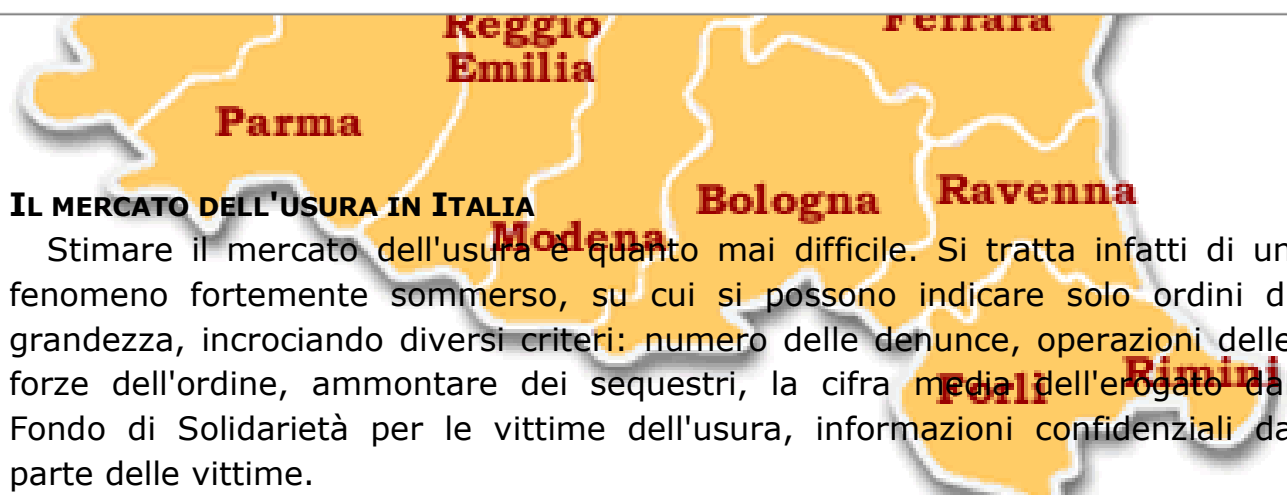 Reggio
Emilia
Ferrara
Parma
Bologna
Ravenna
Modena
Forlì
Rimini
IL MERCATO DELL'USURA IN ITALIA
Stimare il mercato dell'usura è quanto mai difficile. Si tratta infatti di un
fenomeno fortemente sommerso, su cui si possono indicare solo ordini d
grandezza, incrociando diversi criteri: numero delle denunce, operazioni delle
forze dell'ordine, ammontare dei sequestri, la cifra media dell'erogato da
Fondo di Solidarietà per le vittime dell'usura, informazioni confidenziali da
parte delle vittime.